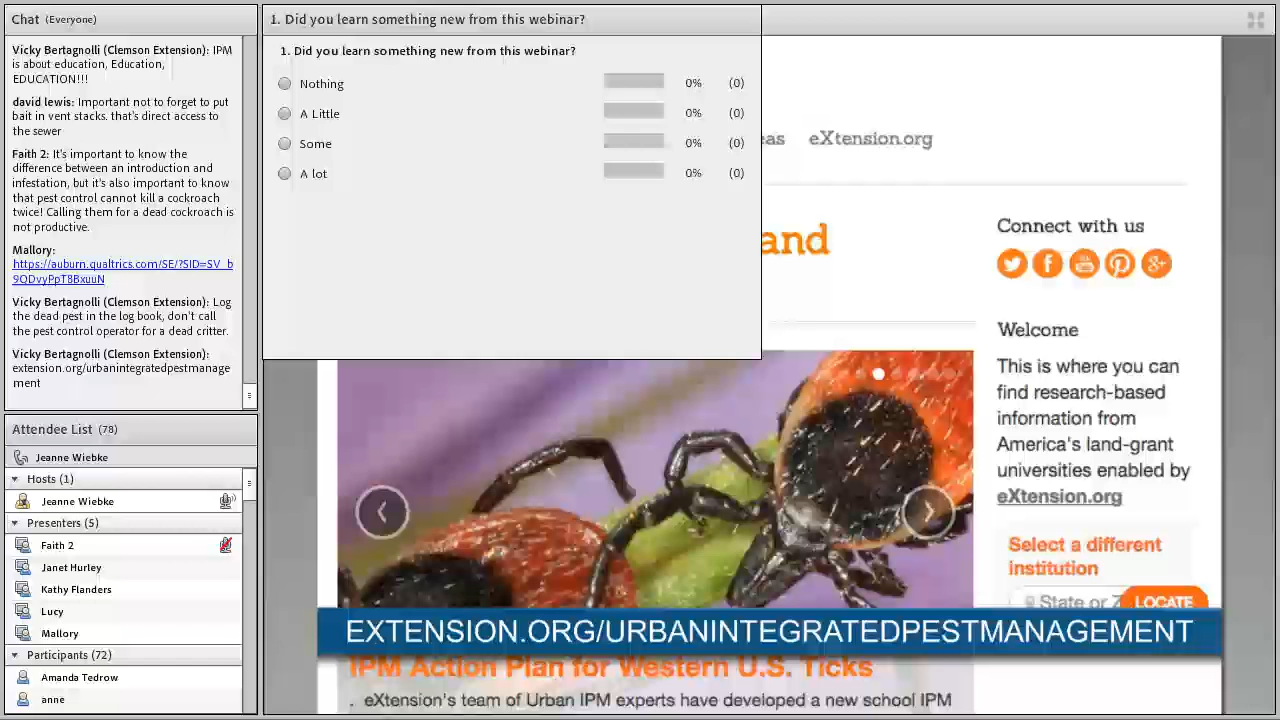 Chat (Everyone)
Vicky Bertagnolli (Clemson Extension): IPM
is about education, Education,
EDUCATION!!!
david lewis: Important not to forget to put
bait in vent stacks. that's direct access to
the sewer
Faith 2: It's important to know the
difference between an introduction and
infestation, but it's also important to know
that pest control cannot kill a cockroach
twice! Calling them for a dead cockroach is
not productive.
Mallory:
https://auburn.qualtrics.com/SE/?SID=SV_b
9QDvyPpT8BxuuN
Vicky Bertagnolli (Clemson Extension): Log
the dead pest in the log book, don't call
the pest control operator for a dead critter.
Vicky Bertagnolli (Clemson Extension):
extension.org/urbanintegratedpestmanage
ment
Attendee List (78)
Jeanne Wiebke
Hosts (1)
Jeanne Wiebke
Presenters (5)
Faith 2
Janet Hurley
Kathy Flanders
Lucy
Mallory
Participants (72)
Amanda Tedrow
anne
1. Did you learn something new from this webinar?
1. Did you learn something new from this webinar?
Nothing 0% (0)
A Little 0% (0)
Some 0% (0)
A lot 0% (0)
eas eXtension.org
and
Connect with us
Welcome
This is where you can
find research-based
information from
America's land-grant
universities enabled by
eXtension.org
Select a different
institution
State or Z LOCATE
EXTENSION.ORG/URBANINTEGRATEDPESTMANAGEMENT
IPM Action Plan for Western U.S. Ticks
. eXtension's team of Urban IPM experts have developed a new school IPM